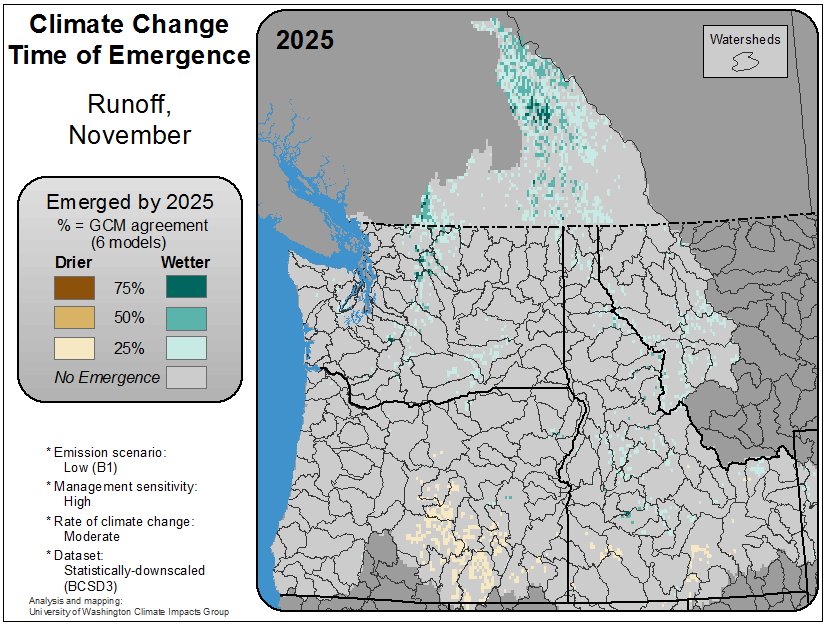 Climate Change
Time of Emergence
Runoff,
November
Emerged by 2025
% = GCM agreement
(6 models)
Drier Wetter
75%
50%
25%
No Emergence
* Emission scenario:
Low (B1)
* Management sensitivity:
High
* Rate of climate change:
Moderate
* Dataset:
Statistically-downscaled
(BCSD3)
Analysis and mapping:
University of Washington Climate Impacts Group
2025
Watersheds